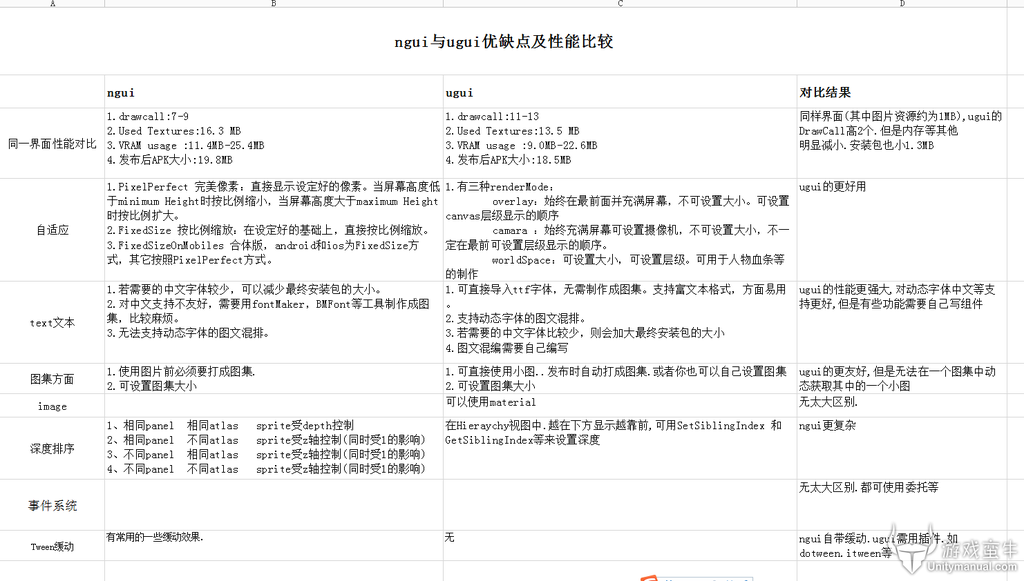 A B C D
ngui与ugui优缺点及性能比较
ngui
ugui
对比结果
同一界面性能对比
1.drawcall:7-9
2.Used Textures:16.3 MB
3.VRAM usage :11.4MB-25.4MB
4.发布后APK大小:19.8MB
1.drawcall:11-13
2.Used Textures:13.5 MB
3.VRAM usage :9.0MB-22.6MB
4.发布后APK大小:18.5MB
同样界面(其中图片资源约为1MB),ugui的
DrawCall高2个.但是内存等其他
明显减小.安装包也小1.3MB
自适应
1.PixelPerfect 完美像素：直接显示设定好的像素。当屏幕高度低
于minimum Height时按比例缩小，当屏幕高度大于maximum Height
时按比例扩大。
2.FixedSize 按比例缩放：在设定好的基础上，直接按比例缩放。
3.FixedSizeOnMobiles 合体版，android和ios为FixedSize方
式，其它按照PixelPerfect方式。
1.有三种renderMode：
overlay：始终在最前面并充满屏幕，不可设置大小。可设置
canvas层级显示的顺序
camara ：始终充满屏幕可设置摄像机，不可设置大小，不一
定在最前可设置层级显示的顺序。
worldSpace：可设置大小，可设置层级。可用于人物血条等
的制作
ugui的更好用
text文本
1.若需要的中文字体较少，可以减少最终安装包的大小。
2.对中文支持不友好，需要用fontMaker，BMFont等工具制作成图
集，比较麻烦。
3.无法支持动态字体的图文混排。
1.可直接导入ttf字体，无需制作成图集。支持富文本格式，方面易用
。
2.支持动态字体的图文混排。
3.若需要的中文字体比较少，则会加大最终安装包的大小
4.图文混编需要自己编写
ugui的性能更强大,对动态字体中文等支
持更好,但是有些功能需要自己写组件
图集方面
1.使用图片前必须要打成图集.
2.可设置图集大小
1.可直接使用小图..发布时自动打成图集.或者你也可以自己设置图集
2.可设置图集大小
ugui的更友好,但是无法在一个图集中动
态获取其中的一个小图
image
可以使用material
无太大区别.
深度排序
1、相同panel 相同atlas sprite受depth控制
2、相同panel 不同atlas sprite受z轴控制(同时受1的影响)
3、不同panel 相同atlas sprite受z轴控制(同时受1的影响)
4、不同panel 不同atlas sprite受z轴控制(同时受1的影响)
在Hieraychy视图中.越在下方显示越靠前,可用SetSiblingIndex 和
GetSiblingIndex等来设置深度
ngui更复杂
事件系统
无太大区别.都可使用委托等
Tween缓动
有常用的一些缓动效果.
无
ngui自带缓动.ugui需用插件.如
dotween.itween等
游戏蛮牛
Unitymanual.com